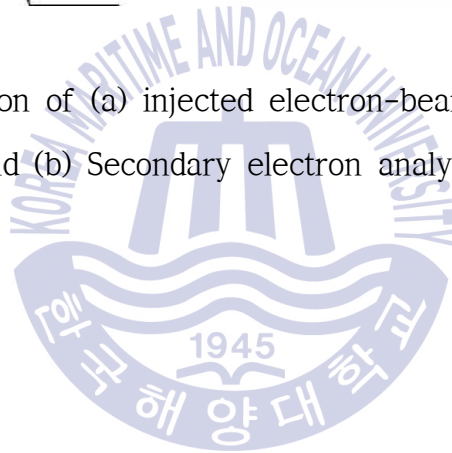 on of (a) injected electron-bea
d (b) Secondary electron analy
KOREA MARITIME AND OCEAN UNIVERSITY
1945
한국해양대학교